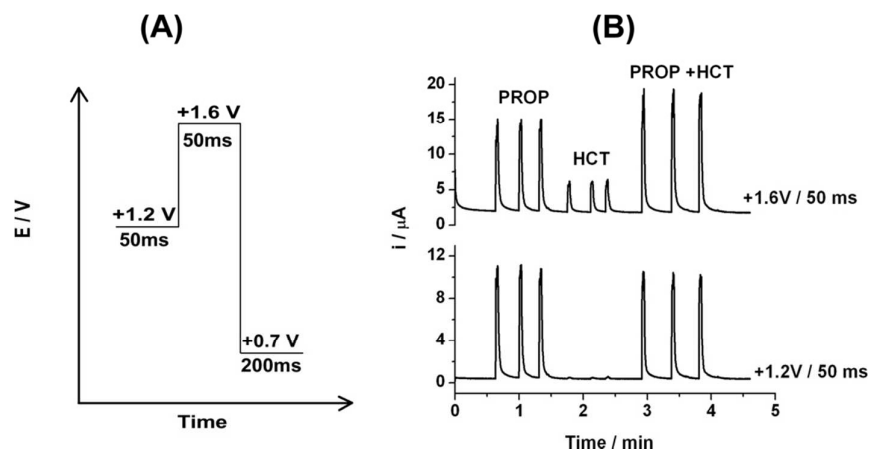 (A)
+1.6 V
50ms
+1.2 V
50ms
+0.7 V
200ms
E / V
Time
(B)
PROP +HCT
PROP
HCT
20
15
10
5
0
+1.6V / 50 ms
i / µA
12
8
4
0
+1.2V / 50 ms
0 1 2 3 4 5
Time / min